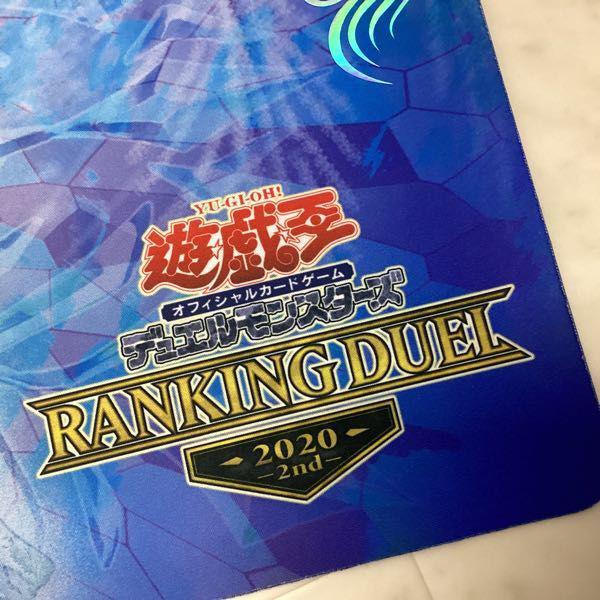 YU-GI-OH!
遊戯王
オフィシャルカードゲーム
デュエルモンスターズ
RANKING DUEL
2020
-2nd-